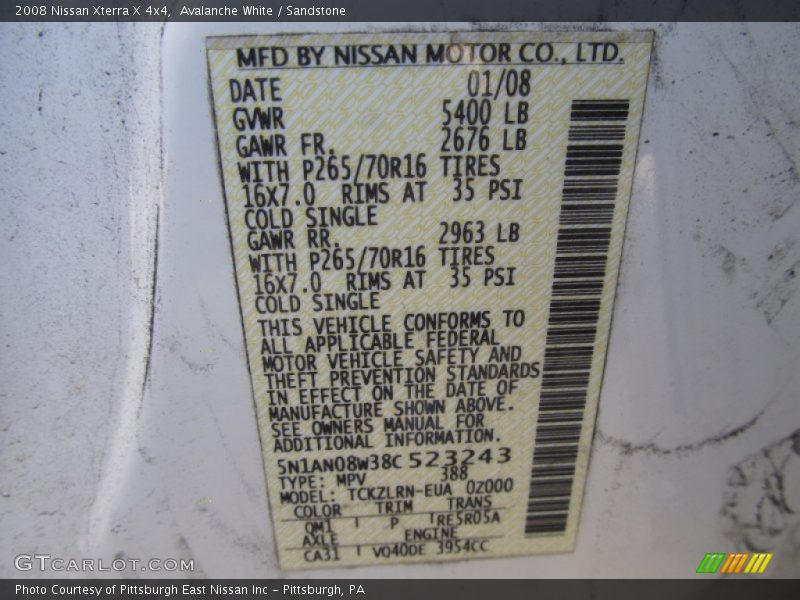 2008 Nissan Xterra X 4x4, Avalanche White / Sandstone
MFD BY NISSAN MOTOR CO., LTD.
DATE 01/08
GVWR 5400 LB
GAWR FR. 2676 LB
WITH P265/70R16 TIRES
16X7.0 RIMS AT 35 PSI
COLD SINGLE
GAWR RR. 2963 LB
WITH P265/70R16 TIRES
16X7.0 RIMS AT 35 PSI
COLD SINGLE
THIS VEHICLE CONFORMS TO
ALL APPLICABLE FEDERAL
MOTOR VEHICLE SAFETY AND
THEFT PREVENTION STANDARDS
IN EFFECT ON THE DATE OF
MANUFACTURE SHOWN ABOVE.
SEE OWNERS MANUAL FOR
ADDITIONAL INFORMATION.
5N1AN08W38C 523243
TYPE: MPV 388
MODEL: TCKZLRN-EUA 0Z000
COLOR TRIM TRANS
QM1 P RE5R05A
AXLE ENGINE
CA31 VQ40DE 3954CC
GTCARLOT.COM
Photo Courtesy of Pittsburgh East Nissan Inc - Pittsburgh, PA